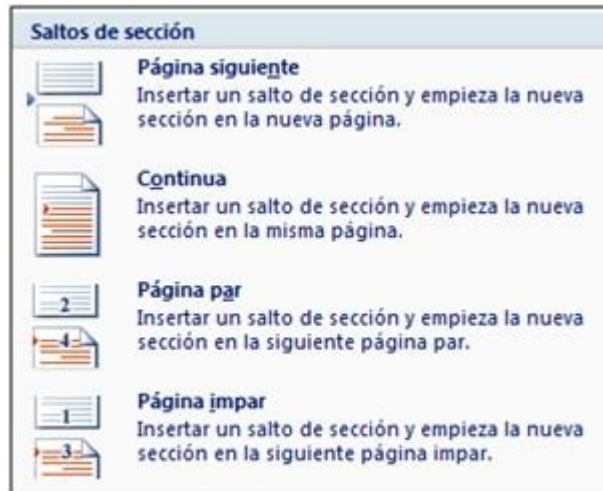 Saltos de sección
Página siguiente
Insertar un salto de sección y empieza la nueva
sección en la nueva página.
Continua
Insertar un salto de sección y empieza la nueva
sección en la misma página.
Página par
2
Insertar un salto de sección y empieza la nueva
4
sección en la siguiente página par.
Página impar
1
Insertar un salto de sección y empieza la nueva
3
sección en la siguiente página impar.